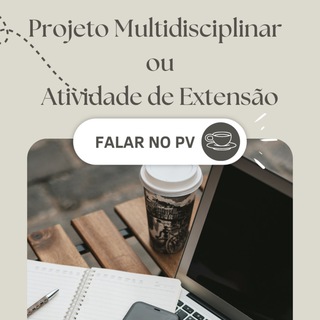 Projeto Multidisciplinar
ou
Atividade de Extensão
FALAR NO PV